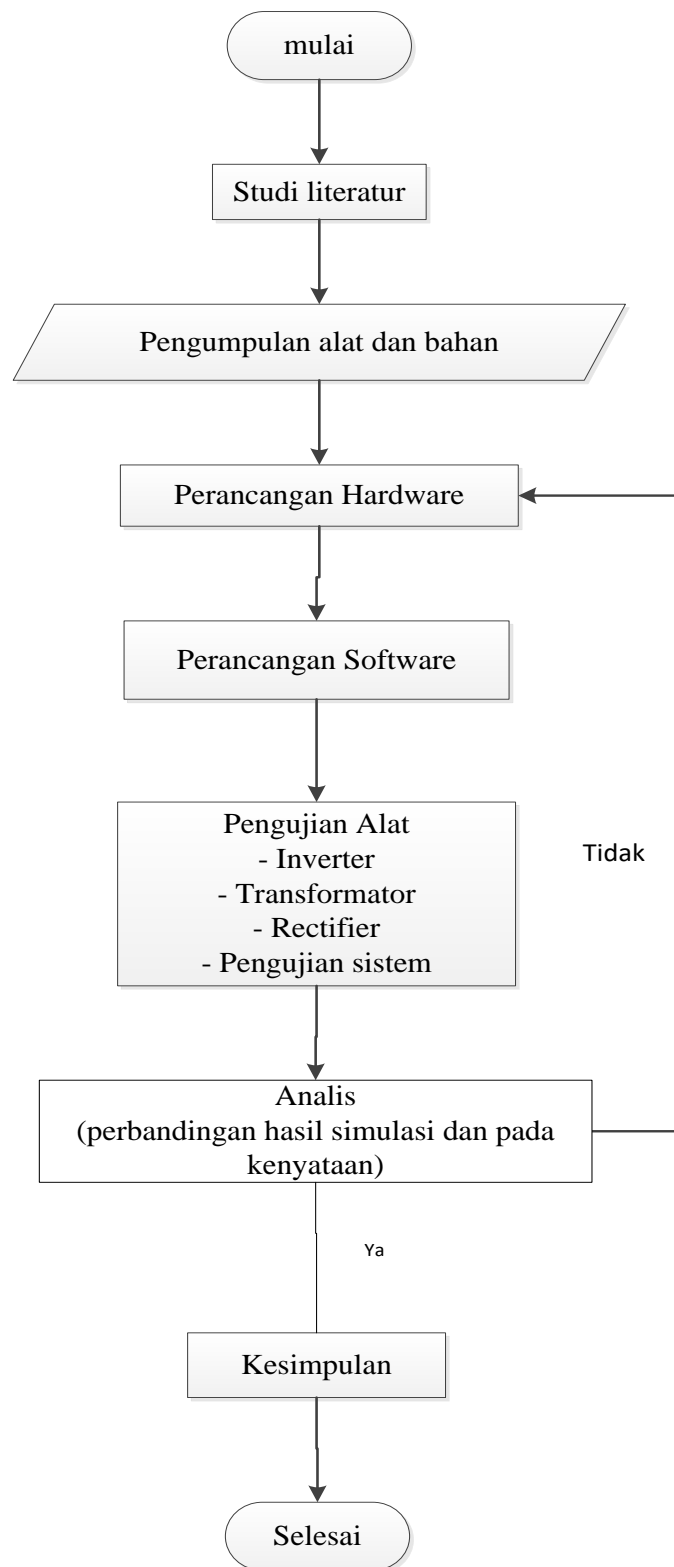 mulai
Studi literatur
Pengumpulan alat dan bahan
Perancangan Hardware
Perancangan Software
Pengujian Alat
- Inverter
- Transformator
- Rectifier
- Pengujian sistem
Tidak
Analis
(perbandingan hasil simulasi dan pada
kenyataan)
Ya
Kesimpulan
Selesai